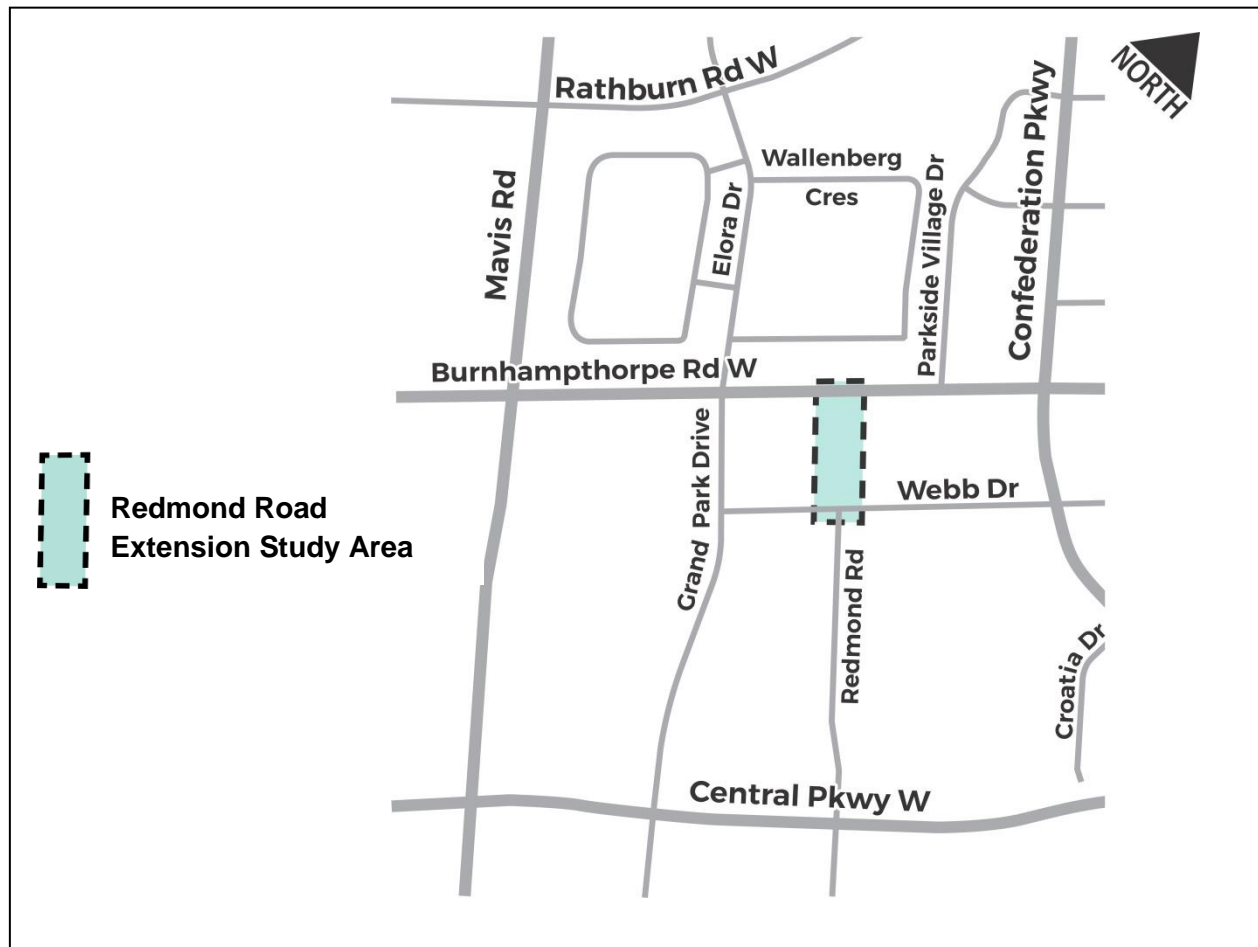 Rathburn Rd W
NORTH
Confederation Pkwy
Wallenberg
Cres
Parkside Village Dr
Mavis Rd
Elora Dr
Burnhampthorpe Rd W
Grand Park Drive
Webb Dr
Redmond Road
Extension Study Area
Redmond Rd
Croatia Dr
Central Pkwy W